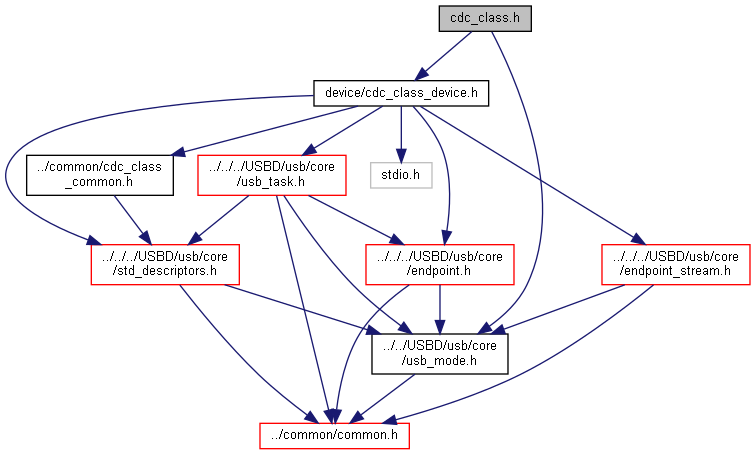 cdc_class.h
device/cdc_class_device.h
../common/cdc_class
_common.h
../../../USBD/usb/core
/usb_task.h
stdio.h
../../../USBD/usb/core
/std_descriptors.h
../../../USBD/usb/core
/endpoint.h
../../../USBD/usb/core
/endpoint_stream.h
../../USBD/usb/core
/usb_mode.h
../common/common.h